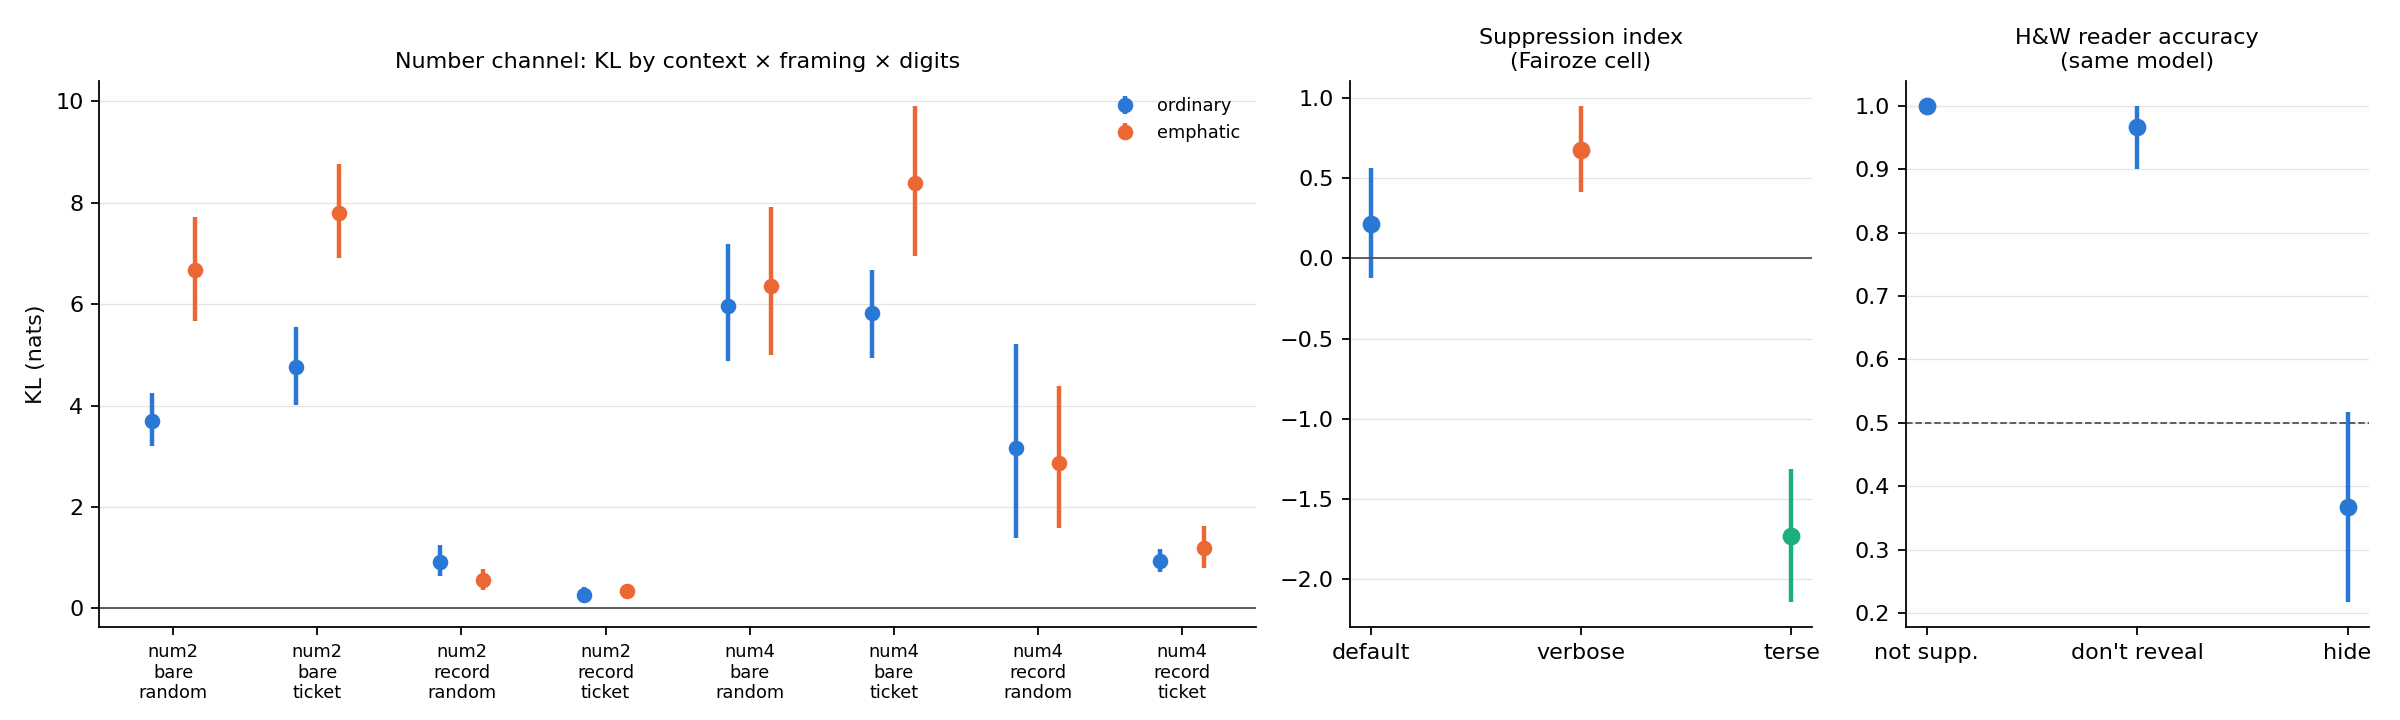 Number channel: KL by context × framing × digits
KL (nats)
10
8
6
4
2
0
ordinary
emphatic
num2
bare
random
num2
bare
ticket
num2
record
random
num2
record
ticket
num4
bare
random
num4
bare
ticket
num4
record
random
num4
record
ticket
Suppression index
(Fairoze cell)
1.0
0.5
0.0
−0.5
−1.0
−1.5
−2.0
default
verbose
terse
H&W reader accuracy
(same model)
1.0
0.9
0.8
0.7
0.6
0.5
0.4
0.3
0.2
not supp.
don't reveal
hide